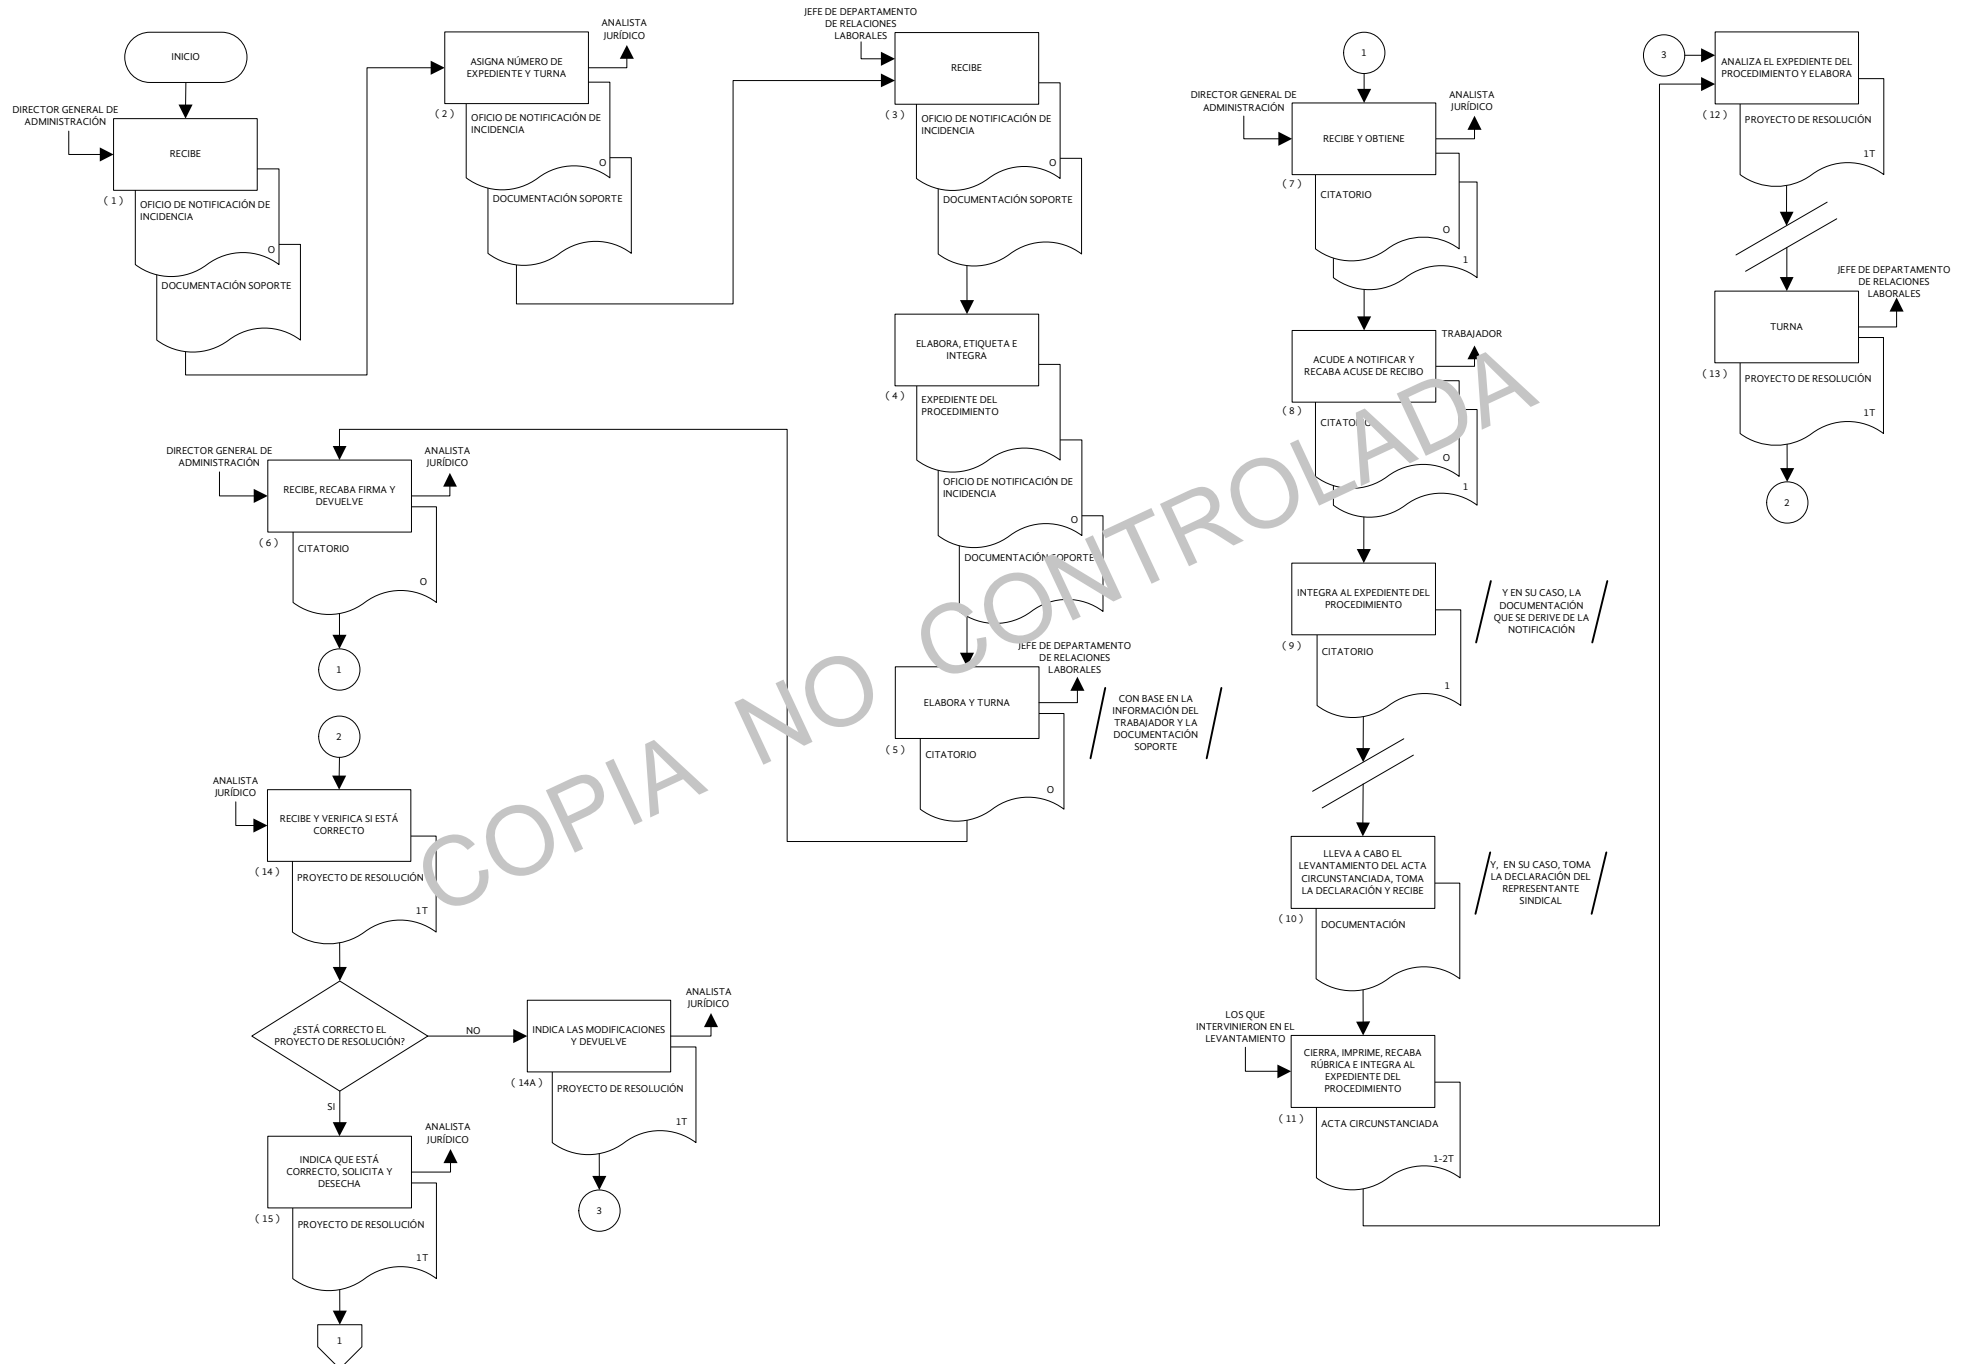 INICIO
DIRECTOR GENERAL DE
ADMINISTRACIÓN
RECIBE
( 1 )
OFICIO DE NOTIFICACIÓN DE
INCIDENCIA
O
DOCUMENTACIÓN SOPORTE
ANALISTA
JURÍDICO
ASIGNA NÚMERO DE
EXPEDIENTE Y TURNA
( 2 )
OFICIO DE NOTIFICACIÓN DE
INCIDENCIA
O
DOCUMENTACIÓN SOPORTE
JEFE DE DEPARTAMENTO
DE RELACIONES
LABORALES
RECIBE
( 3 )
OFICIO DE NOTIFICACIÓN DE
INCIDENCIA
O
DOCUMENTACIÓN SOPORTE
ELABORA, ETIQUETA E
INTEGRA
( 4 )
EXPEDIENTE DEL
PROCEDIMIENTO
OFICIO DE NOTIFICACIÓN DE
INCIDENCIA
O
DOCUMENTACIÓN SOPORTE
JEFE DE DEPARTAMENTO
DE RELACIONES
LABORALES
ELABORA Y TURNA
( 5 )
CITATORIO
O
CON BASE EN LA
INFORMACIÓN DEL
TRABAJADOR Y LA
DOCUMENTACIÓN
SOPORTE
DIRECTOR GENERAL DE
ADMINISTRACIÓN
ANALISTA
JURÍDICO
RECIBE, RECABA FIRMA Y
DEVUELVE
( 6 )
CITATORIO
O
1
1
DIRECTOR GENERAL DE
ADMINISTRACIÓN
ANALISTA
JURÍDICO
RECIBE Y OBTIENE
( 7 )
CITATORIO
O
1
TRABAJADOR
ACUDE A NOTIFICAR Y
RECABA ACUSE DE RECIBO
( 8 )
CITATORIO
O
1
INTEGRA AL EXPEDIENTE DEL
PROCEDIMIENTO
( 9 )
CITATORIO
1
Y EN SU CASO, LA
DOCUMENTACIÓN
QUE SE DERIVE DE LA
NOTIFICACIÓN
LLEVA A CABO EL
LEVANTAMIENTO DEL ACTA
CIRCUNSTANCIADA, TOMA
LA DECLARACIÓN Y RECIBE
( 10 )
DOCUMENTACIÓN
Y, EN SU CASO, TOMA
LA DECLARACIÓN DEL
REPRESENTANTE
SINDICAL
LOS QUE
INTERVINIERON EN EL
LEVANTAMIENTO
CIERRA, IMPRIME, RECABA
RÚBRICA E INTEGRA AL
EXPEDIENTE DEL
PROCEDIMIENTO
( 11 )
ACTA CIRCUNSTANCIADA
1-2T
3
ANALIZA EL EXPEDIENTE DEL
PROCEDIMIENTO Y ELABORA
( 12 )
PROYECTO DE RESOLUCIÓN
1T
JEFE DE DEPARTAMENTO
DE RELACIONES
LABORALES
TURNA
( 13 )
PROYECTO DE RESOLUCIÓN
1T
2
2
ANALISTA
JURÍDICO
RECIBE Y VERIFICA SI ESTÁ
CORRECTO
( 14 )
PROYECTO DE RESOLUCIÓN
1T
¿ESTÁ CORRECTO EL
PROYECTO DE RESOLUCIÓN?
NO
ANALISTA
JURÍDICO
INDICA LAS MODIFICACIONES
Y DEVUELVE
( 14A )
PROYECTO DE RESOLUCIÓN
1T
3
SI
ANALISTA
JURÍDICO
INDICA QUE ESTÁ
CORRECTO, SOLICITA Y
DESECHA
( 15 )
PROYECTO DE RESOLUCIÓN
1T
1
COPIA NO CONTROLADA